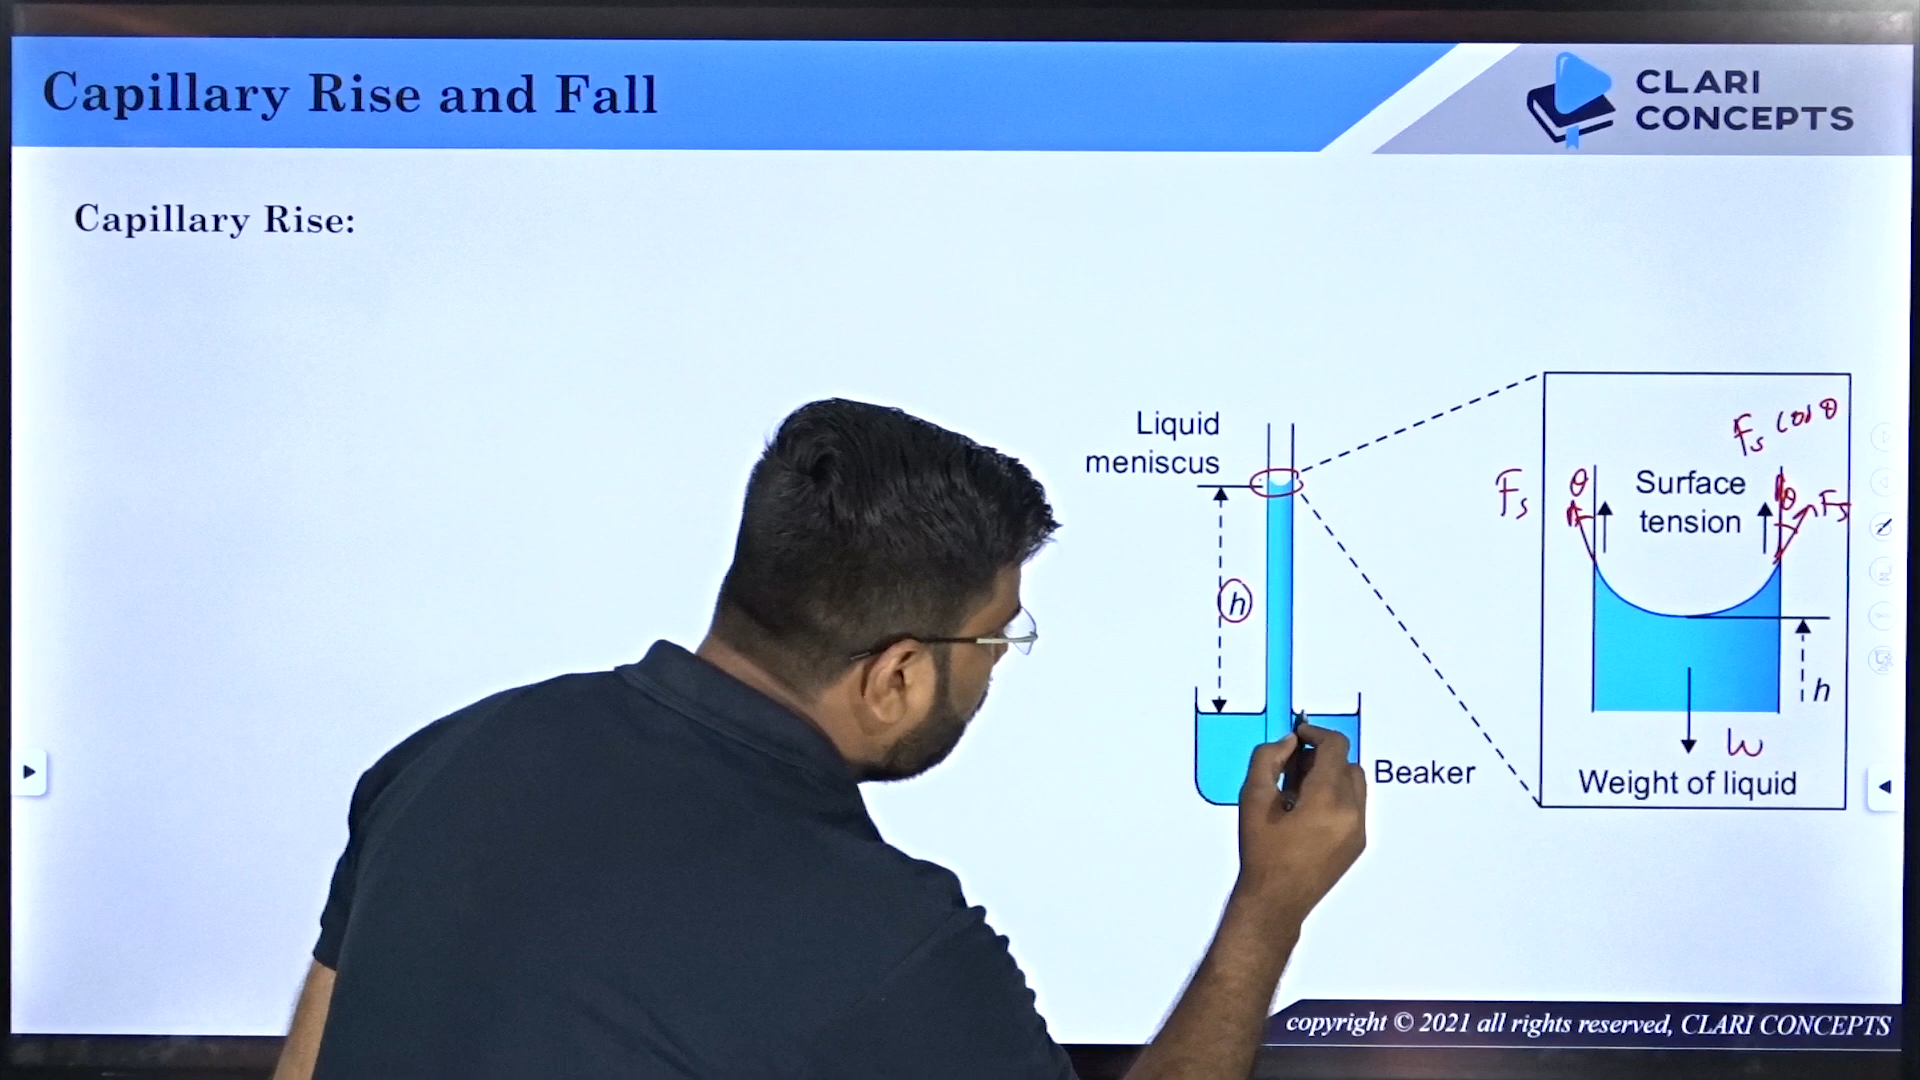 Capillary Rise and Fall
CLARI
CONCEPTS
Capillary Rise:
Liquid
meniscus
h
Beaker
Fs cos θ
Fs
θ
Surface
tension
θ
Fs
h
W
Weight of liquid
copyright © 2021 all rights reserved, CLARI CONCEPTS